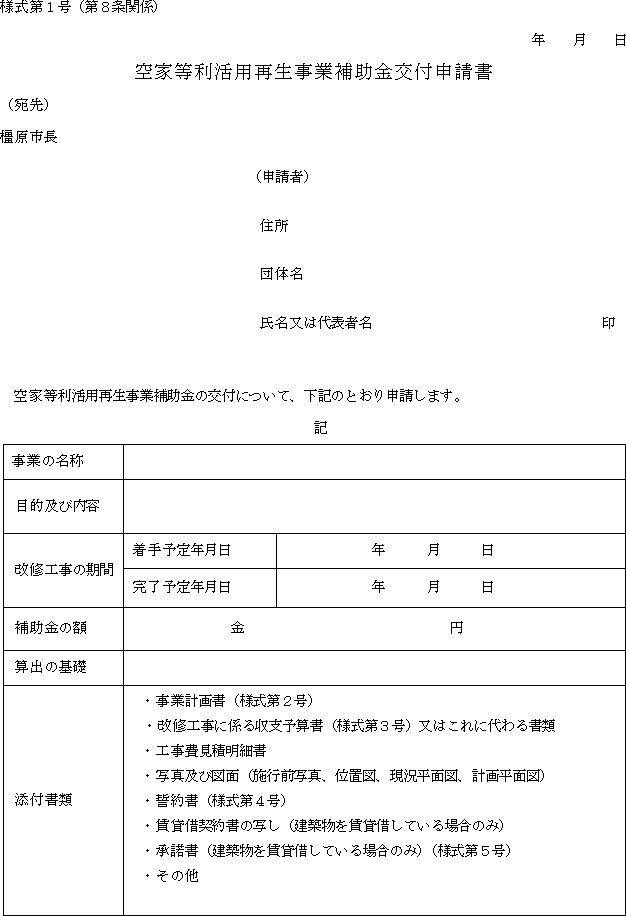 様式第１号（第８条関係）
年　月　日
空家等利活用再生事業補助金交付申請書
（宛先）
橿原市長
（申請者）
住所
団体名
氏名又は代表者名　印
空家等利活用再生事業補助金の交付について、下記のとおり申請します。
記
事業の名称
目的及び内容
改修工事の期間
着手予定年月日　年　月　日
完了予定年月日　年　月　日
補助金の額　金　円
算出の基礎
添付書類
・事業計画書（様式第２号）
・改修工事に係る収支予算書（様式第３号）又はこれに代わる書類
・工事費見積明細書
・写真及び図面（施行前写真、位置図、現況平面図、計画平面図）
・誓約書（様式第４号）
・賃貸借契約書の写し（建築物を賃貸借している場合のみ）
・承諾書（建築物を賃貸借している場合のみ）（様式第５号）
・その他